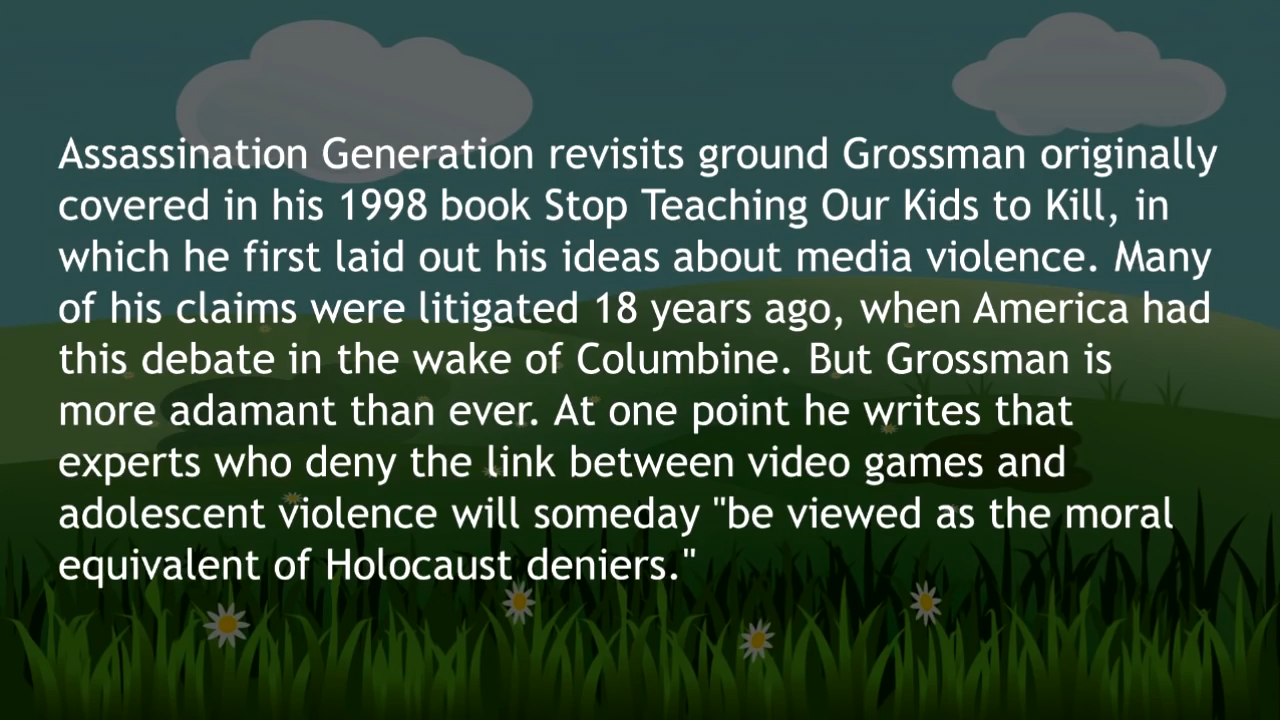 Assassination Generation revisits ground Grossman originally
covered in his 1998 book Stop Teaching Our Kids to Kill, in
which he first laid out his ideas about media violence. Many
of his claims were litigated 18 years ago, when America had
this debate in the wake of Columbine. But Grossman is
more adamant than ever. At one point he writes that
experts who deny the link between video games and
adolescent violence will someday "be viewed as the moral
equivalent of Holocaust deniers."